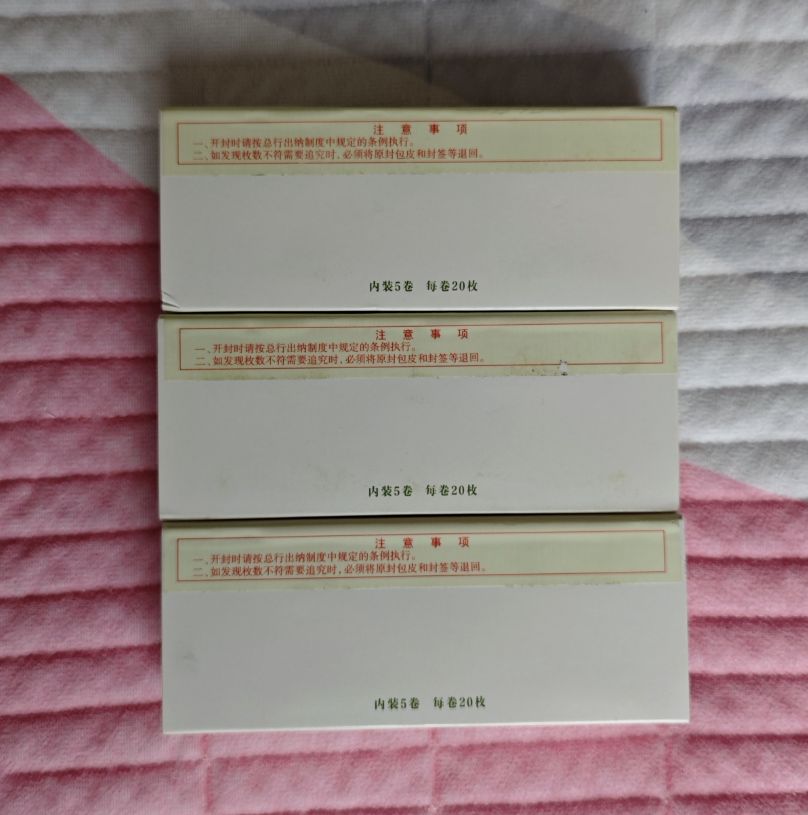 注意事项
一、开封时请按总行出纳制度中规定的条例执行。
二、如发现枚数不符需要追究时，必须将原封包皮和封签等退回。
内装5卷 每卷20枚
注意事项
一、开封时请按总行出纳制度中规定的条例执行。
二、如发现枚数不符需要追究时，必须将原封包皮和封签等退回。
内装5卷 每卷20枚
注意事项
一、开封时请按总行出纳制度中规定的条例执行。
二、如发现枚数不符需要追究时，必须将原封包皮和封签等退回。
内装5卷 每卷20枚